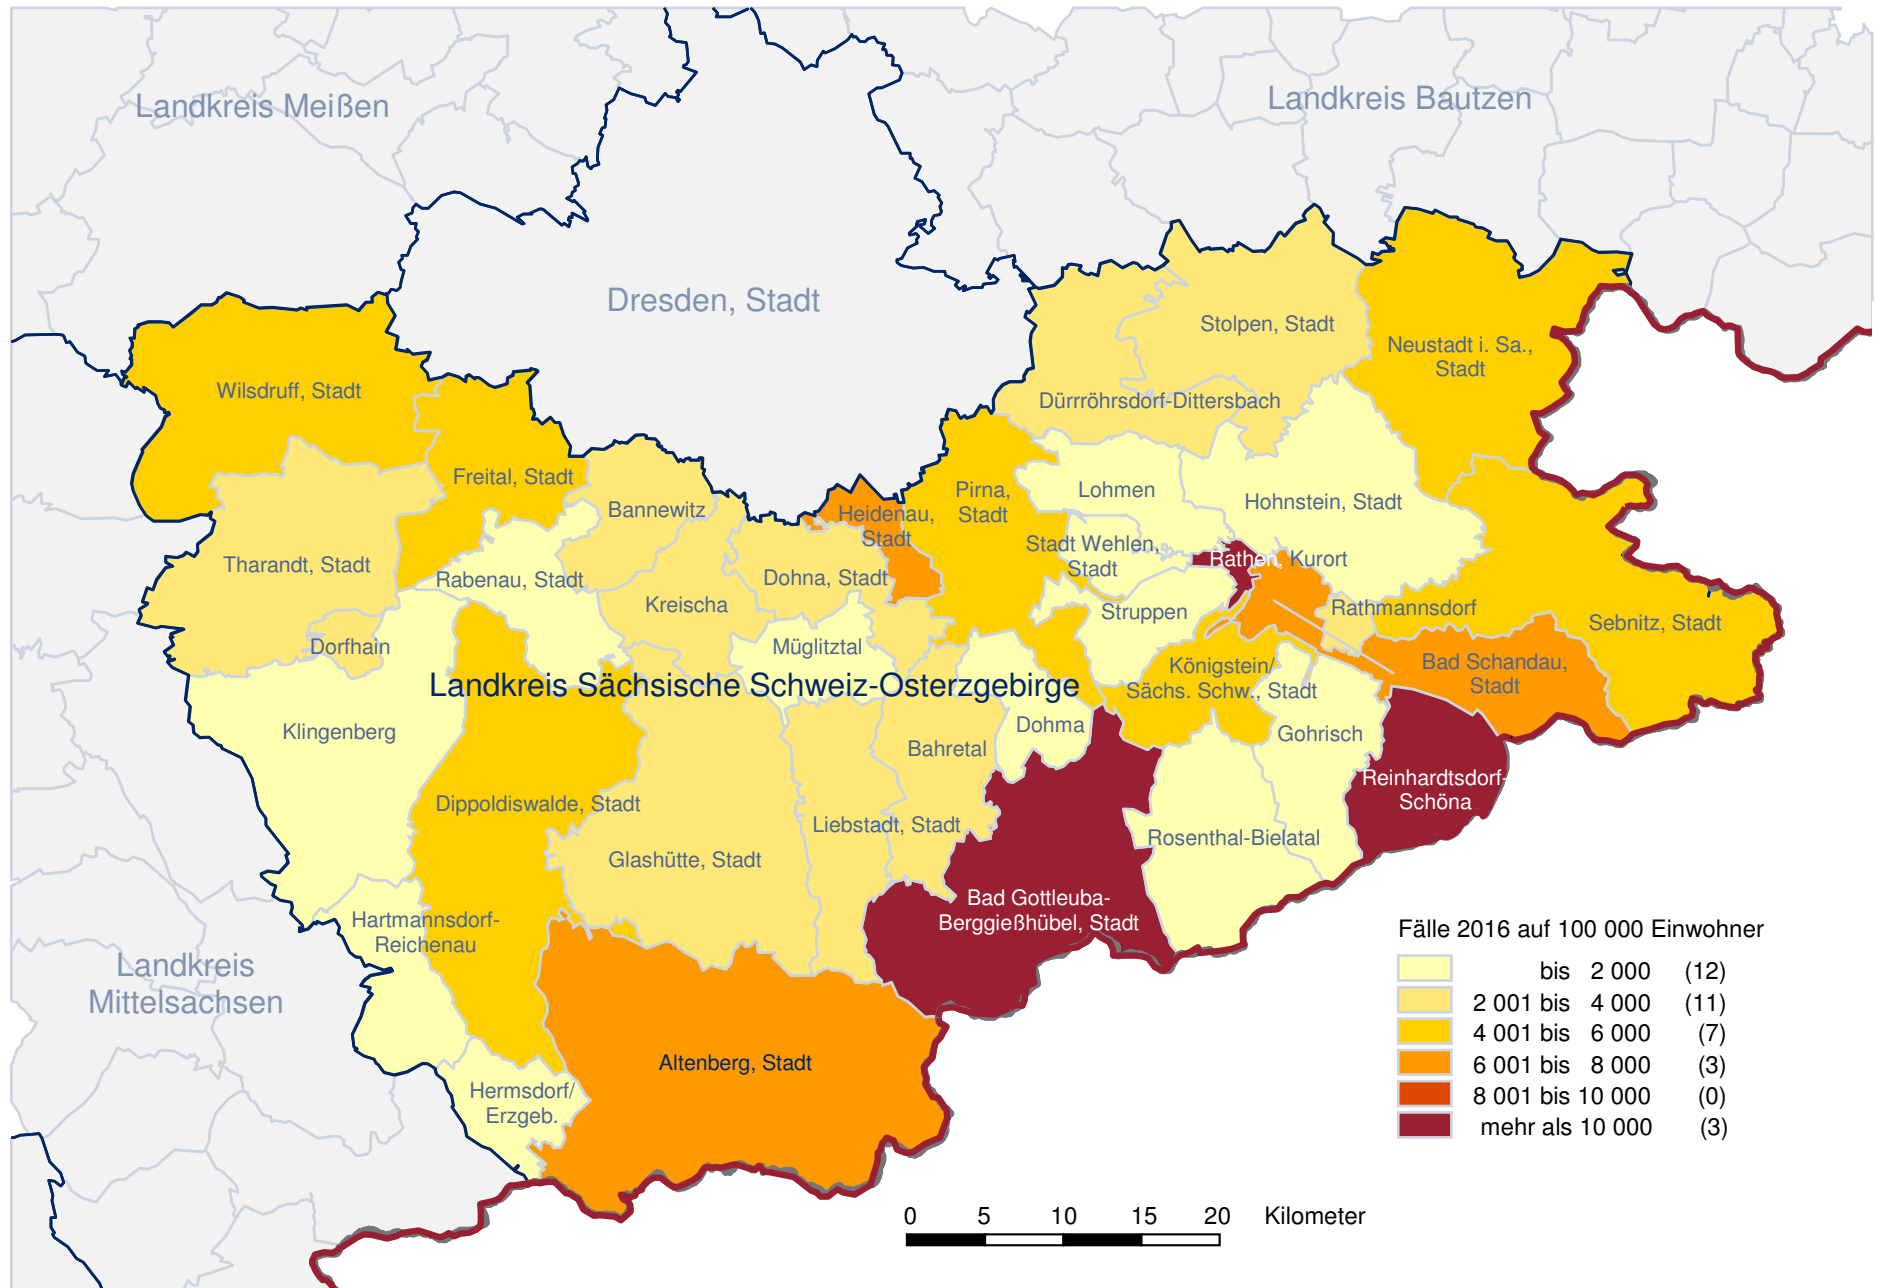 Landkreis Meißen
Landkreis Bautzen
Dresden, Stadt
Stolpen, Stadt
Neustadt i. Sa.,
Stadt
Wilsdruff, Stadt
Dürrröhrsdorf-Dittersbach
Freital, Stadt
Pirna,
Stadt
Lohmen
Hohnstein, Stadt
Bannewitz
Heidenau,
Stadt
Stadt Wehlen,
Stadt
Rathen, Kurort
Tharandt, Stadt
Rabenau, Stadt
Dohna, Stadt
Kreischa
Struppen
Rathmannsdorf
Sebnitz, Stadt
Dorfhain
Müglitztal
Königstein/
Sächs. Schw., Stadt
Bad Schandau,
Stadt
Landkreis Sächsische Schweiz-Osterzgebirge
Klingenberg
Dohma
Gohrisch
Bahretal
Reinhardtsdorf-
Schöna
Dippoldiswalde, Stadt
Liebstadt, Stadt
Rosenthal-Bielatal
Glashütte, Stadt
Bad Gottleuba-
Berggießhübel, Stadt
Hartmannsdorf-
Reichenau
Landkreis
Mittelsachsen
Altenberg, Stadt
Hermsdorf/
Erzgeb.
Fälle 2016 auf 100 000 Einwohner
bis 2 000 (12)
2 001 bis 4 000 (11)
4 001 bis 6 000 (7)
6 001 bis 8 000 (3)
8 001 bis 10 000 (0)
mehr als 10 000 (3)
0 5 10 15 20 Kilometer